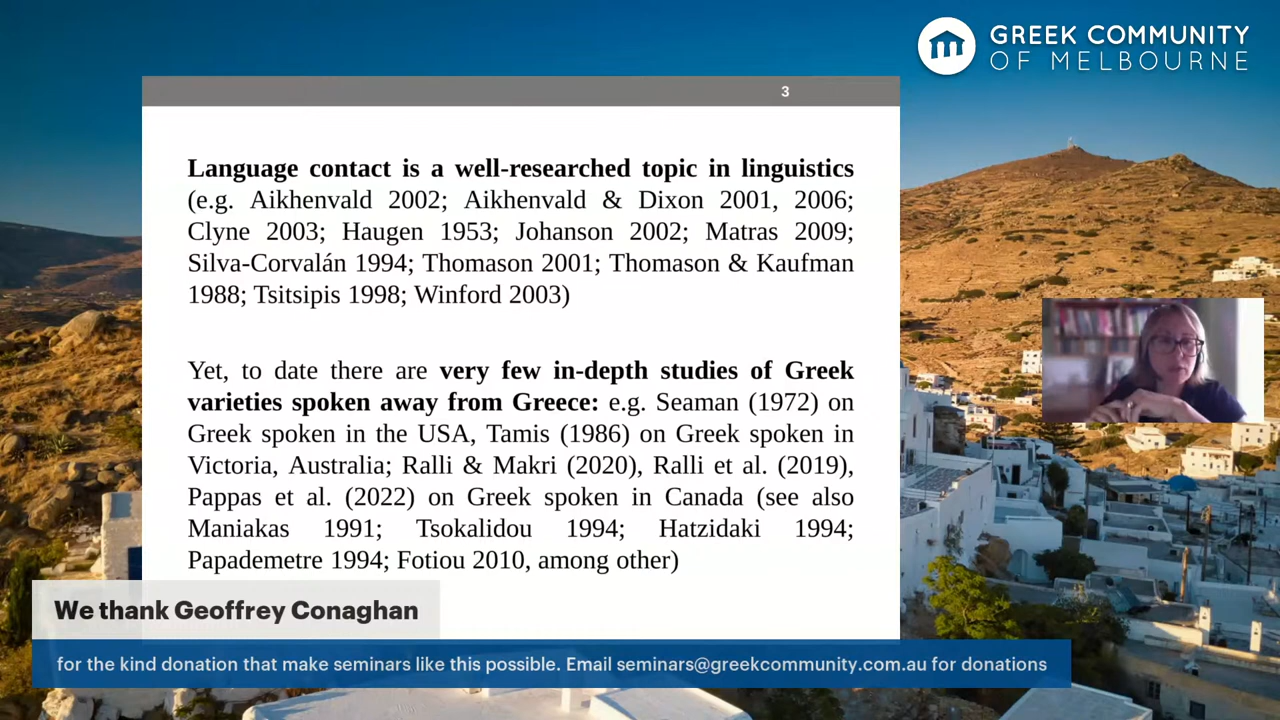 GREEK COMMUNITY
OF MELBOURNE
3
Language contact is a well-researched topic in linguistics
(e.g. Aikhenvald 2002; Aikhenvald & Dixon 2001, 2006;
Clyne 2003; Haugen 1953; Johanson 2002; Matras 2009;
Silva-Corvalán 1994; Thomason 2001; Thomason & Kaufman
1988; Tsitsipis 1998; Winford 2003)
Yet, to date there are very few in-depth studies of Greek
varieties spoken away from Greece: e.g. Seaman (1972) on
Greek spoken in the USA, Tamis (1986) on Greek spoken in
Victoria, Australia; Ralli & Makri (2020), Ralli et al. (2019),
Pappas et al. (2022) on Greek spoken in Canada (see also
Maniakas 1991; Tsokalidou 1994; Hatzidaki 1994;
Papademetre 1994; Fotiou 2010, among other)
We thank Geoffrey Conaghan
for the kind donation that make seminars like this possible. Email seminars@greekcommunity.com.au for donations